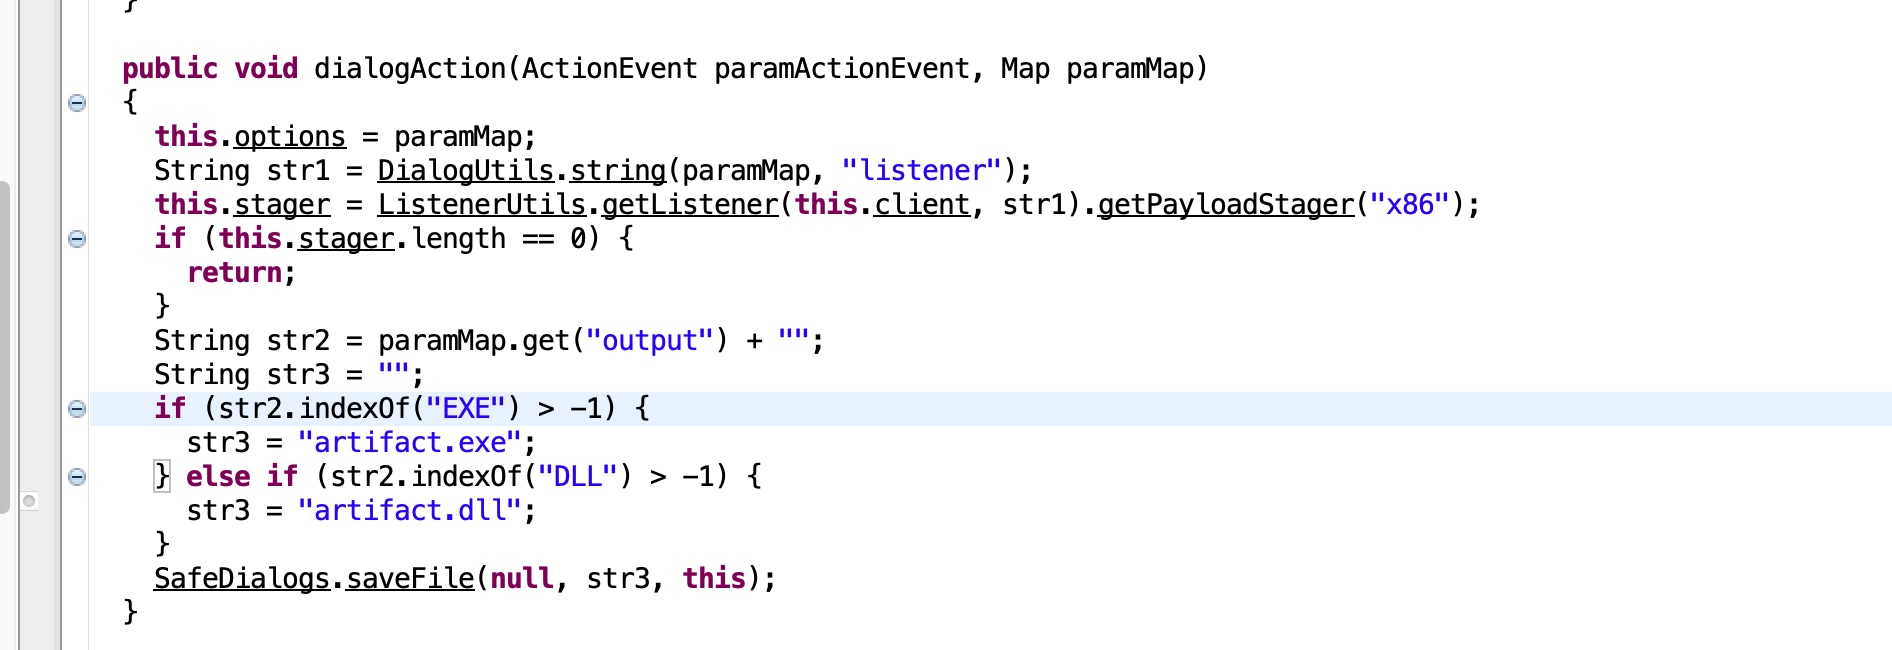 }
public void dialogAction(ActionEvent paramActionEvent, Map paramMap)
{
this.options = paramMap;
String str1 = DialogUtils.string(paramMap, "listener");
this.stager = ListenerUtils.getListener(this.client, str1).getPayloadStager("x86");
if (this.stager.length == 0) {
return;
}
String str2 = paramMap.get("output") + "";
String str3 = "";
if (str2.indexOf("EXE") > -1) {
str3 = "artifact.exe";
} else if (str2.indexOf("DLL") > -1) {
str3 = "artifact.dll";
}
SafeDialogs.saveFile(null, str3, this);
}